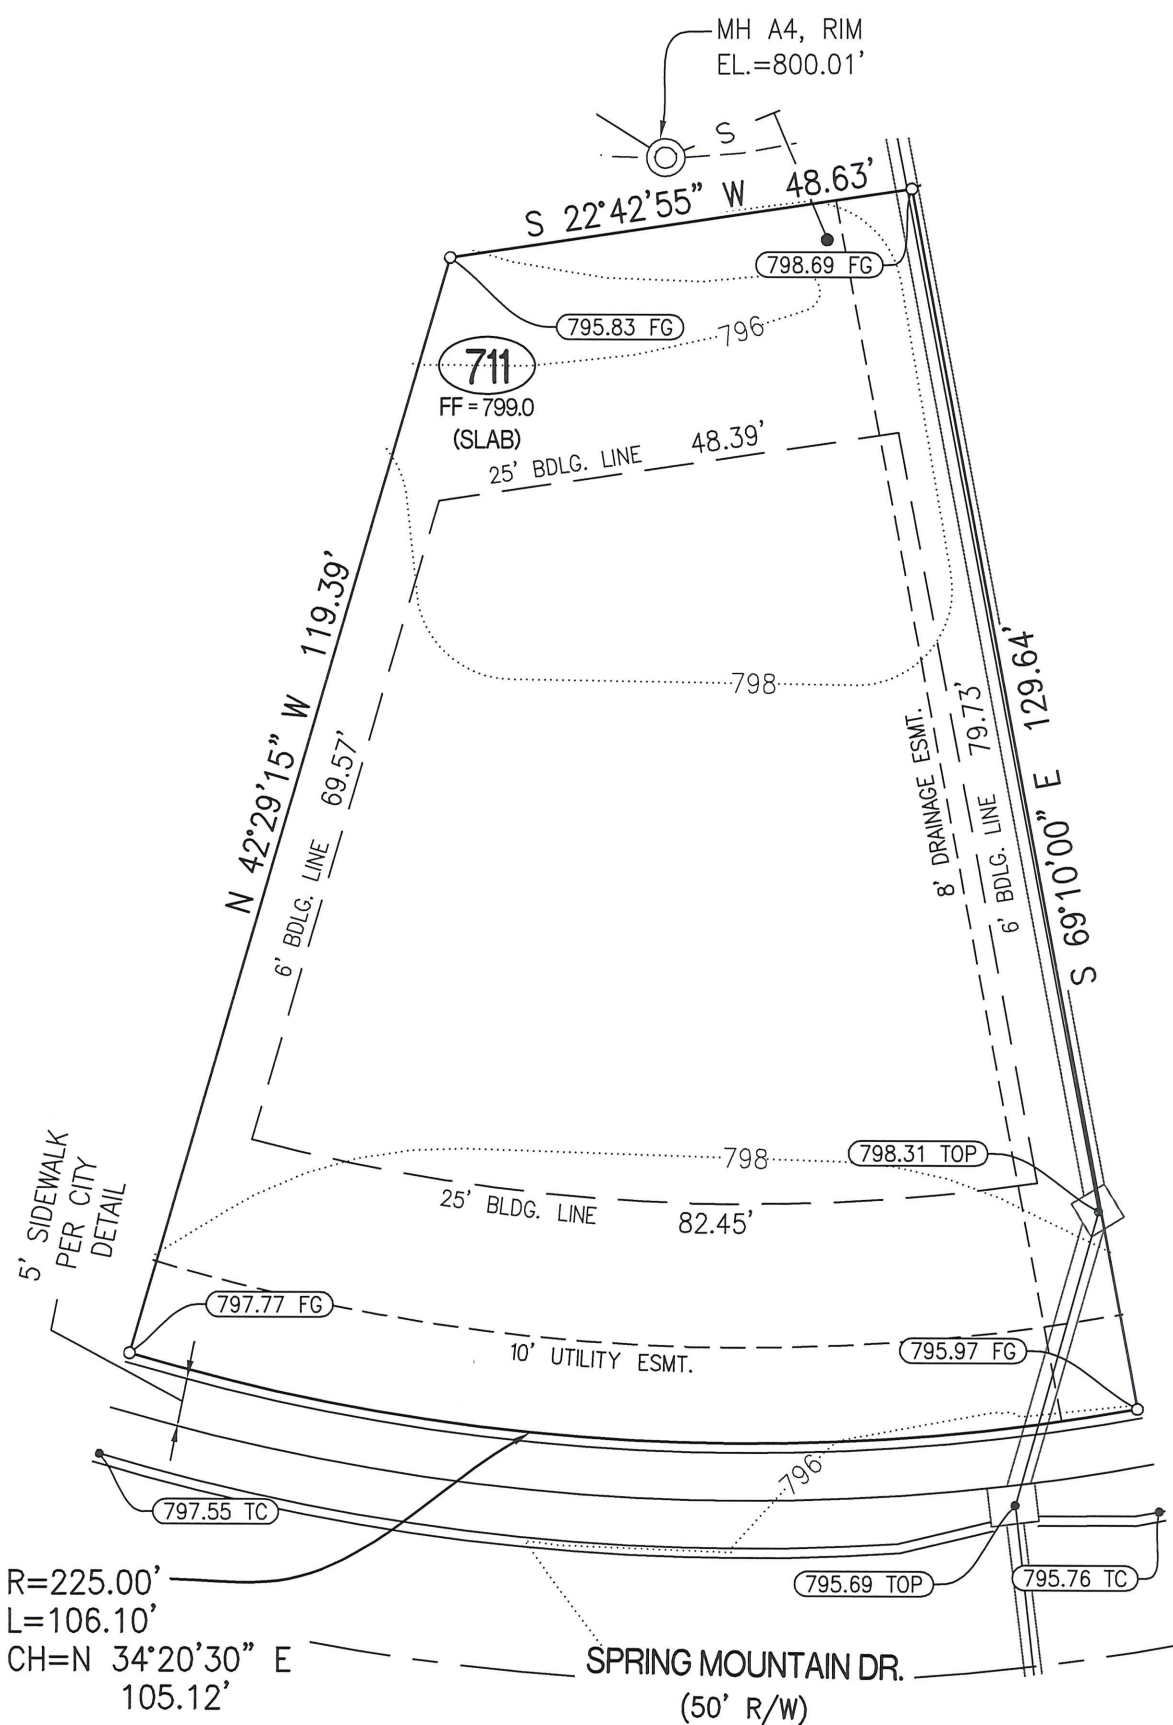 MH A4, RIM
EL.=800.01'
S
S 22°42'55" W 48.63'
798.69 FG
795.83 FG
796
711
FF = 799.0
(SLAB)
25' BDLG. LINE 48.39'
N 42°29'15" W 119.39'
798
6' BDLG. LINE 69.57'
8' DRAINAGE ESMT.
6' BDLG. LINE 79.73'
S 69°10'00" E 129.64'
798
798.31 TOP
25' BLDG. LINE 82.45'
5' SIDEWALK
PER CITY
DETAIL
797.77 FG
10' UTILITY ESMT.
795.97 FG
796
797.55 TC
795.69 TOP
795.76 TC
R=225.00'
L=106.10'
CH=N 34°20'30" E
105.12'
SPRING MOUNTAIN DR.
(50' R/W)